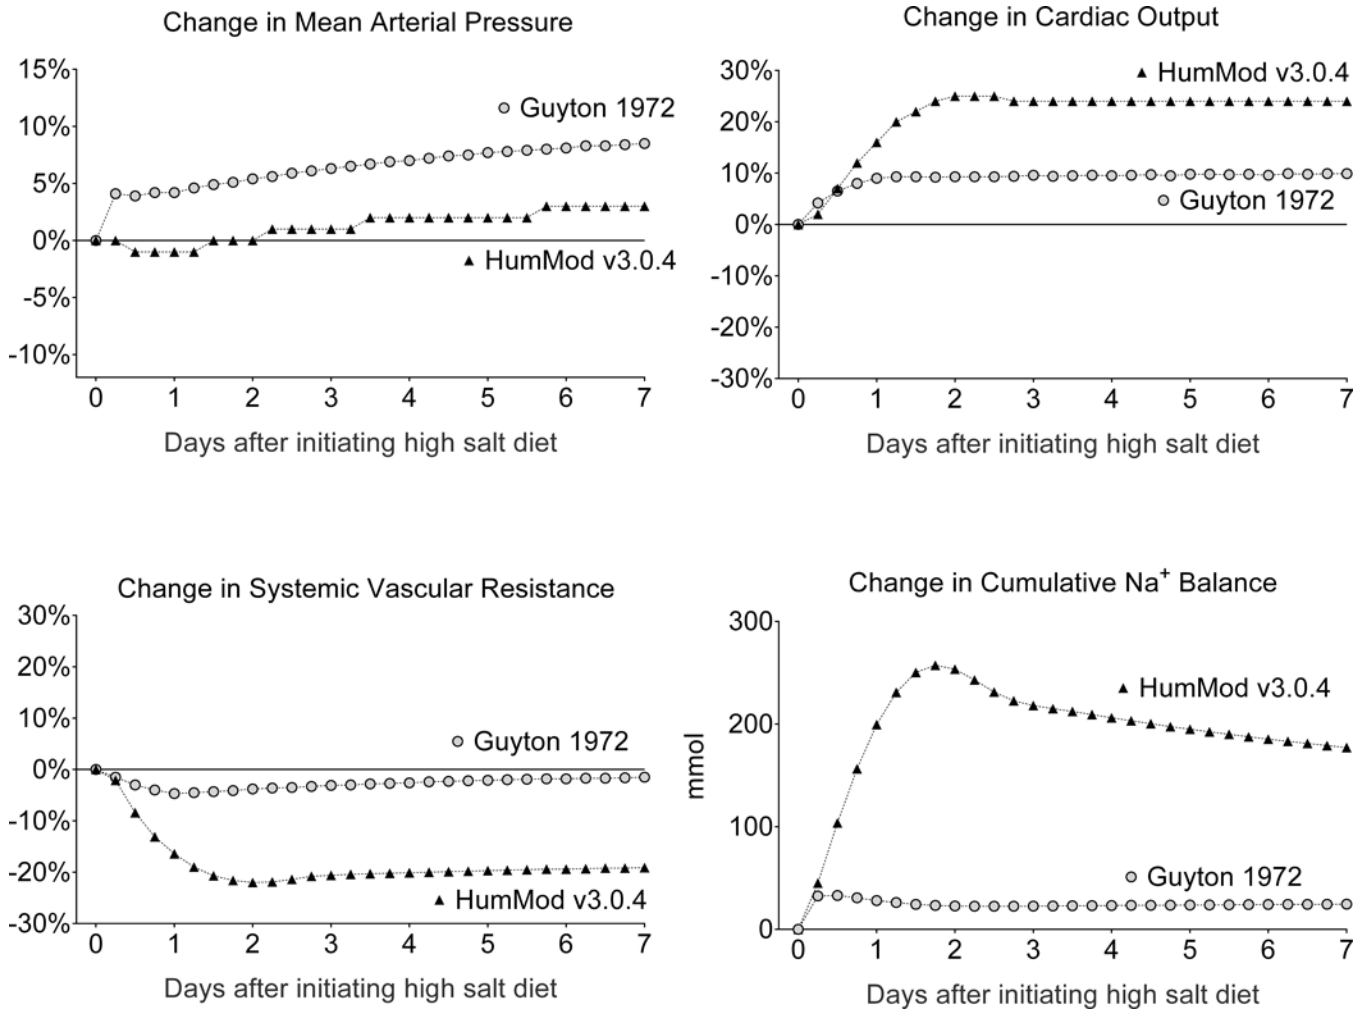 Change in Mean Arterial Pressure
15%
10%
5%
0%
-5%
-10%
Guyton 1972
HumMod v3.0.4
0 1 2 3 4 5 6 7
Days after initiating high salt diet
Change in Cardiac Output
30%
20%
10%
0%
-10%
-20%
-30%
HumMod v3.0.4
Guyton 1972
0 1 2 3 4 5 6 7
Days after initiating high salt diet
Change in Systemic Vascular Resistance
30%
20%
10%
0%
-10%
-20%
-30%
Guyton 1972
HumMod v3.0.4
0 1 2 3 4 5 6 7
Days after initiating high salt diet
Change in Cumulative Na⁺ Balance
mmol
300
200
100
0
HumMod v3.0.4
Guyton 1972
0 1 2 3 4 5 6 7
Days after initiating high salt diet